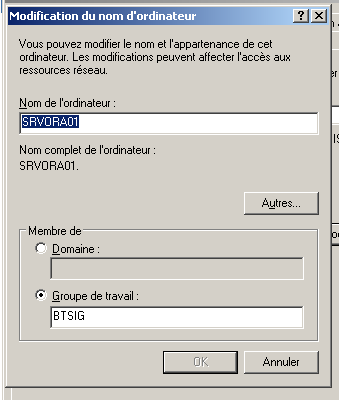 Modification du nom d'ordinateur
Vous pouvez modifier le nom et l'appartenance de cet
ordinateur. Les modifications peuvent affecter l'accès aux
ressources réseau.
Nom de l'ordinateur :
SRVORA01
Nom complet de l'ordinateur :
SRVORA01.
Autres...
Membre de
Domaine :
Groupe de travail :
BTSIG
OK
Annuler